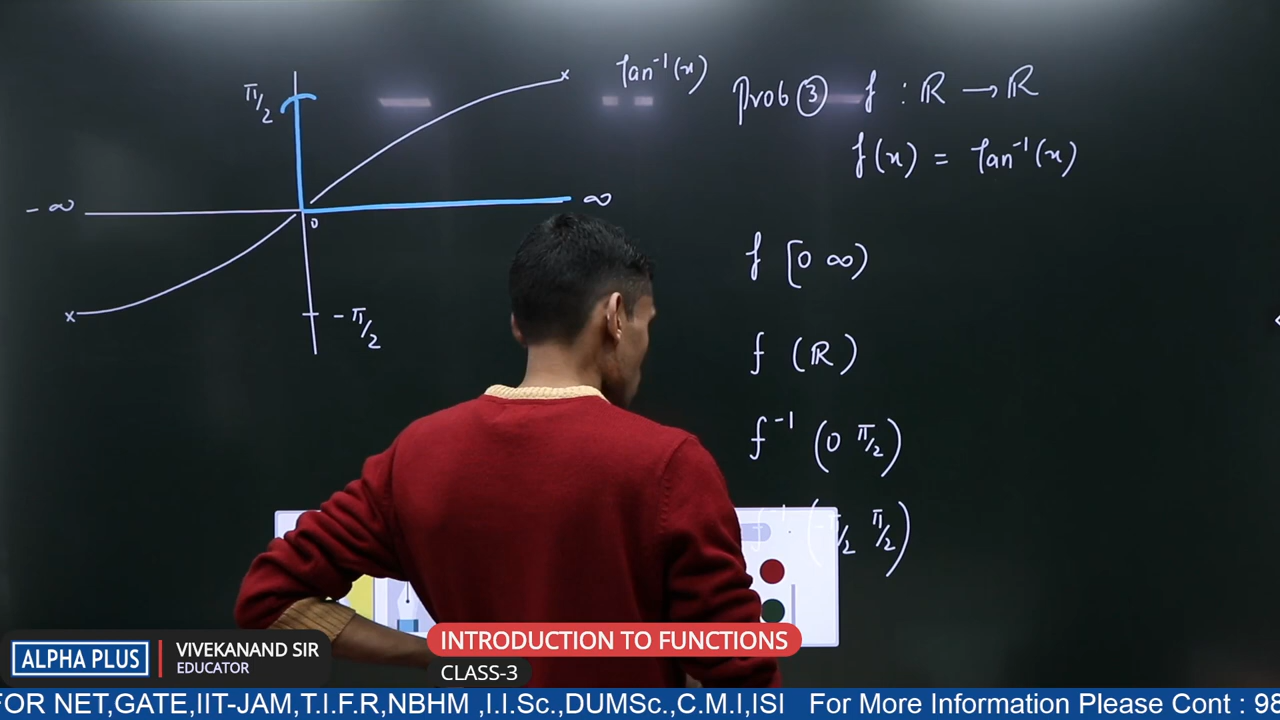 π/2
tan⁻¹(x)
- ∞
∞
0
- π/2
Prob ③ f : ℝ → ℝ
f(x) = tan⁻¹(x)
f [0 ∞)
f (ℝ)
f⁻¹ (0 π/2)
f⁻¹ (-π/2 π/2)
ALPHA PLUS
VIVEKANAND SIR
EDUCATOR
INTRODUCTION TO FUNCTIONS
CLASS-3
FOR NET,GATE,IIT-JAM,T.I.F.R,NBHM ,I.I.Sc.,DUMSc.,C.M.I,ISI For More Information Please Cont : 98